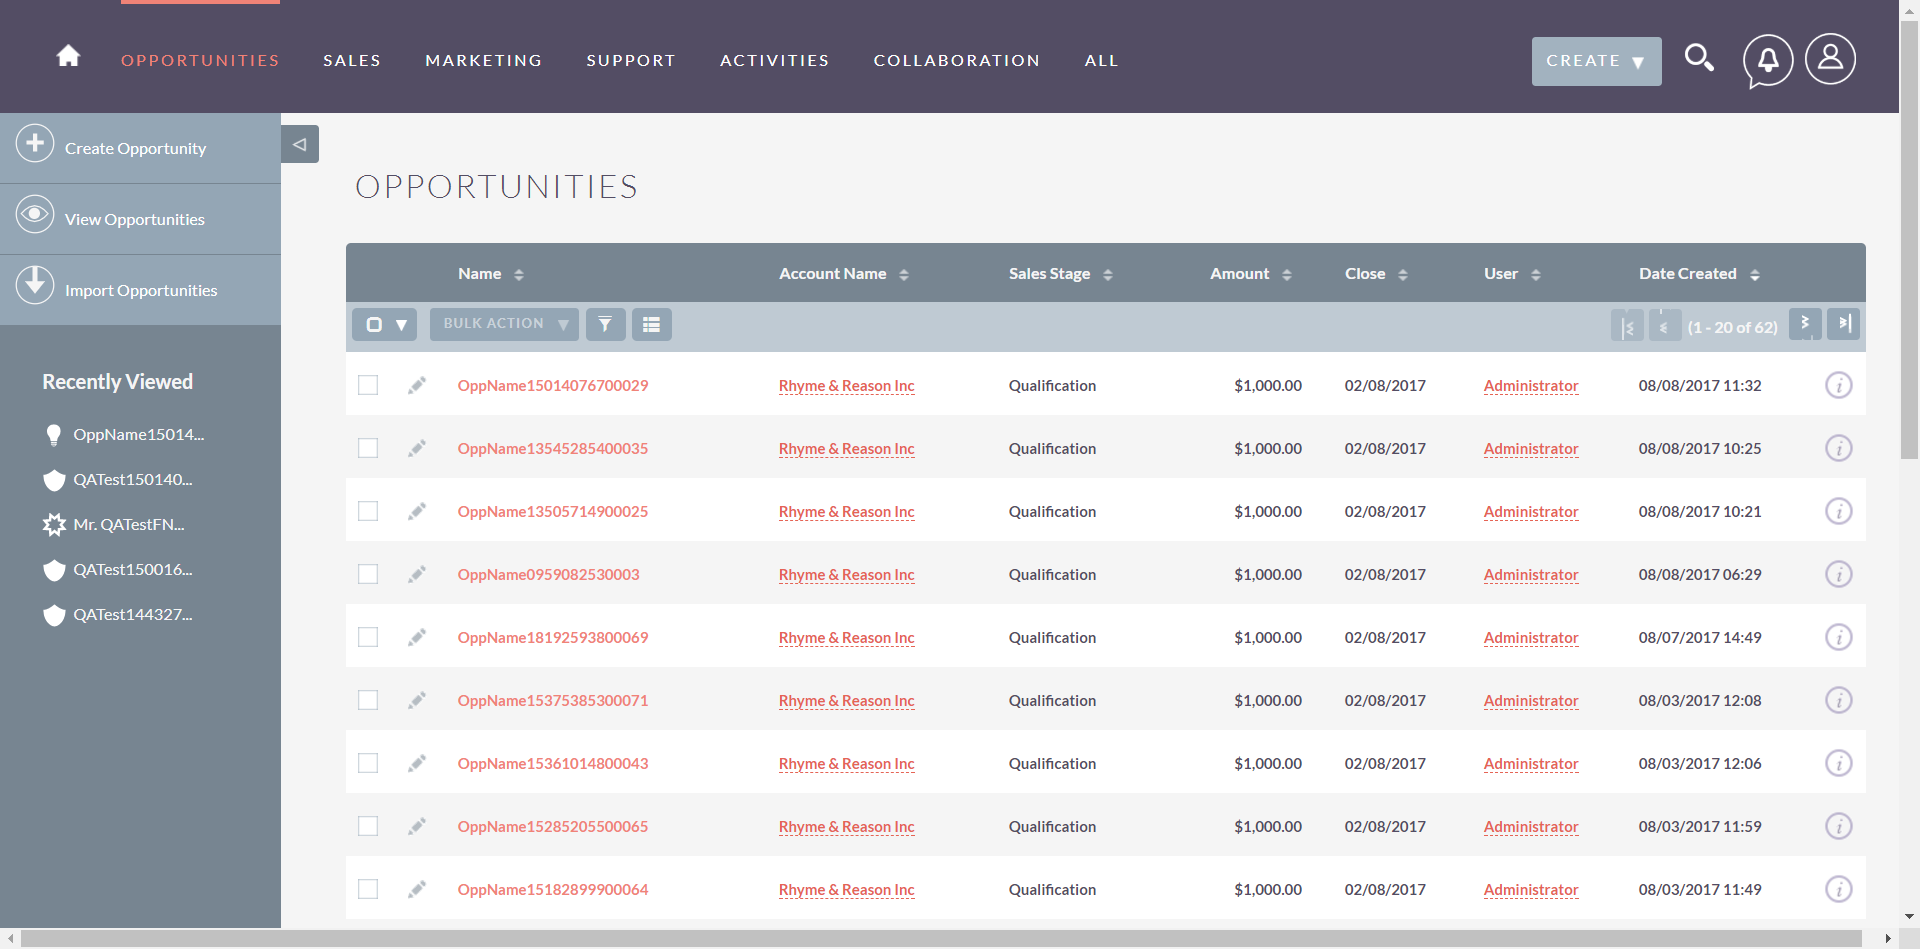 OPPORTUNITIES SALES MARKETING SUPPORT ACTIVITIES COLLABORATION ALL CREATE
Create Opportunity
View Opportunities
Import Opportunities
Recently Viewed
OppName15014...
QATest150140...
Mr. QATestFN...
QATest150016...
QATest144327...
OPPORTUNITIES
Name Account Name Sales Stage Amount Close User Date Created
BULK ACTION (1 - 20 of 62)
OppName15014076700029 Rhyme & Reason Inc Qualification $1,000.00 02/08/2017 Administrator 08/08/2017 11:32
OppName13545285400035 Rhyme & Reason Inc Qualification $1,000.00 02/08/2017 Administrator 08/08/2017 10:25
OppName13505714900025 Rhyme & Reason Inc Qualification $1,000.00 02/08/2017 Administrator 08/08/2017 10:21
OppName0959082530003 Rhyme & Reason Inc Qualification $1,000.00 02/08/2017 Administrator 08/08/2017 06:29
OppName18192593800069 Rhyme & Reason Inc Qualification $1,000.00 02/08/2017 Administrator 08/07/2017 14:49
OppName15375385300071 Rhyme & Reason Inc Qualification $1,000.00 02/08/2017 Administrator 08/03/2017 12:08
OppName15361014800043 Rhyme & Reason Inc Qualification $1,000.00 02/08/2017 Administrator 08/03/2017 12:06
OppName15285205500065 Rhyme & Reason Inc Qualification $1,000.00 02/08/2017 Administrator 08/03/2017 11:59
OppName15182899900064 Rhyme & Reason Inc Qualification $1,000.00 02/08/2017 Administrator 08/03/2017 11:49